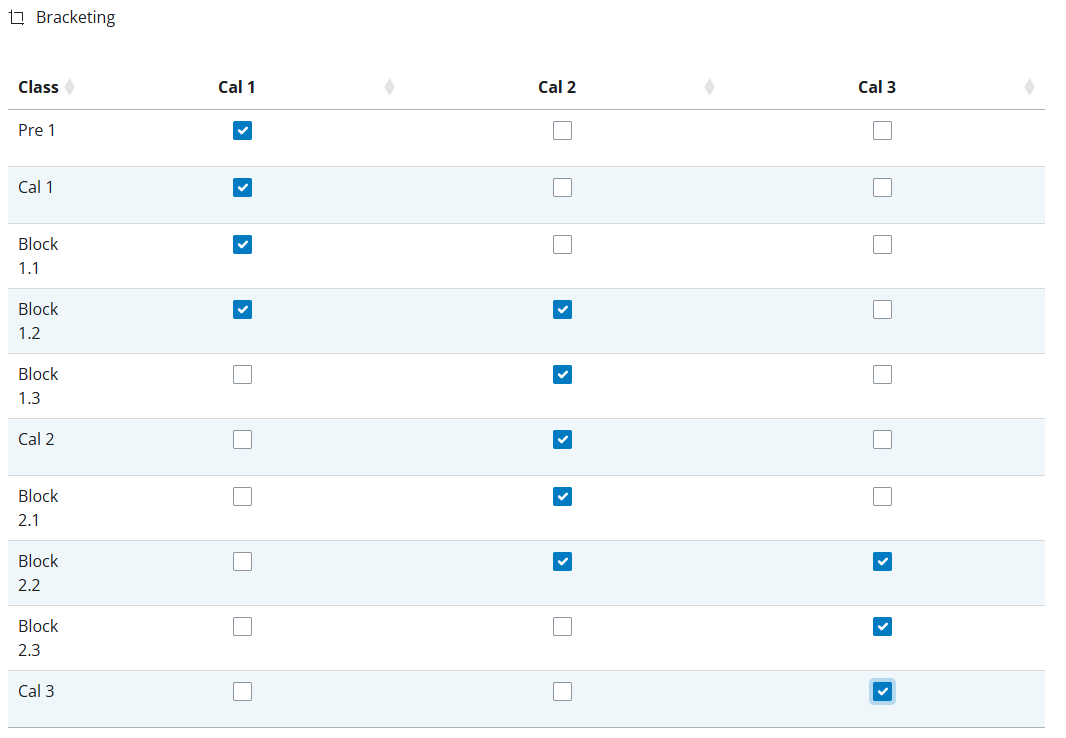 Bracketing
Class Cal 1 Cal 2 Cal 3
Pre 1
Cal 1
Block
1.1
Block
1.2
Block
1.3
Cal 2
Block
2.1
Block
2.2
Block
2.3
Cal 3